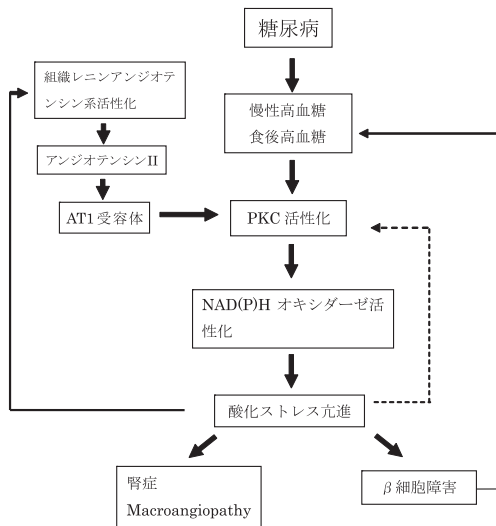 糖尿病
組織レニンアンジオテ
ンシン系活性化
慢性高血糖
食後高血糖
アンジオテンシンII
AT1 受容体
PKC 活性化
NAD(P)H オキシダーゼ活
性化
酸化ストレス亢進
腎症
Macroangiopathy
β細胞障害